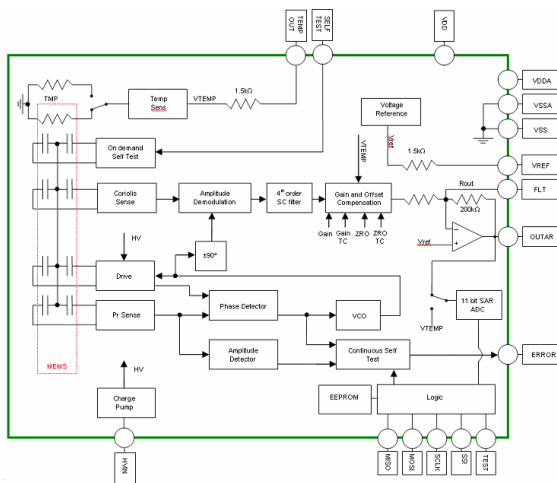 TEMP
OUT
SELF
TEST
VDD
VDDA
VSSA
VSS
VREF
FLT
OUTAR
ERROR
TMP
Temp
Sens
VTEMP
1.5kΩ
Voltage
Reference
Vref
1.5kΩ
VTEMP
On demand
Self Test
Coriolis
Sense
Amplitude
Demodulation
4th order
SC filter
Gain and Offset
Compensation
Gain
Gain
TC
ZRO
ZRO
TC
Rout
200kΩ
Vref
-
+
±90°
HV
Drive
Phase Detector
VCO
11 bit SAR
ADC
VTEMP
Pr Sense
Amplitude
Detector
Continuous Self
Test
MEMS
HV
Charge
Pump
EEPROM
Logic
HVIN
MISO
MOSI
SCLK
SSI
TEST